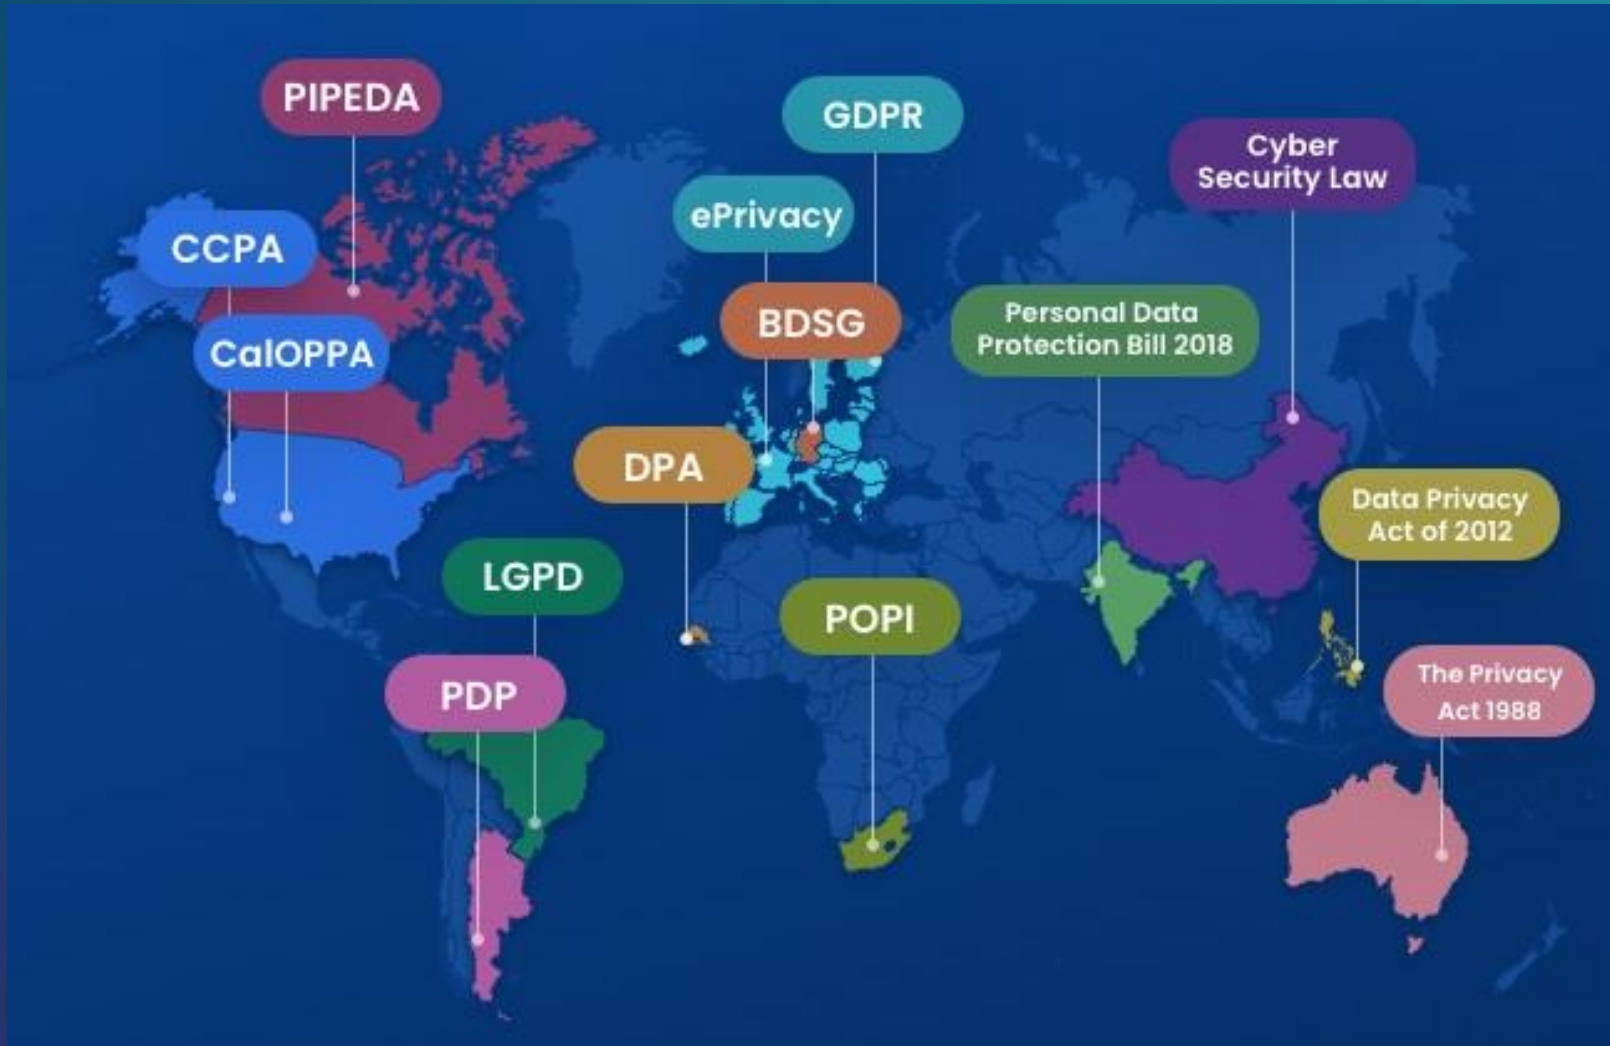 PIPEDA
GDPR
Cyber
Security Law
ePrivacy
CCPA
BDSG
Personal Data
Protection Bill 2018
CalOPPA
DPA
Data Privacy
Act of 2012
LGPD
POPI
PDP
The Privacy
Act 1988